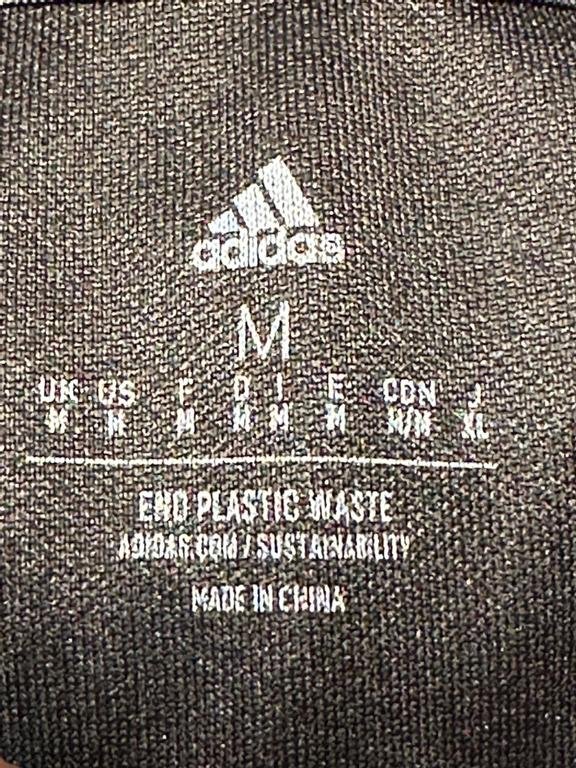 adidas
M
UK US F D I E CDN J
M M M M M M M/M XL
END PLASTIC WASTE
ADIDAS.COM/SUSTAINABILITY
MADE IN CHINA